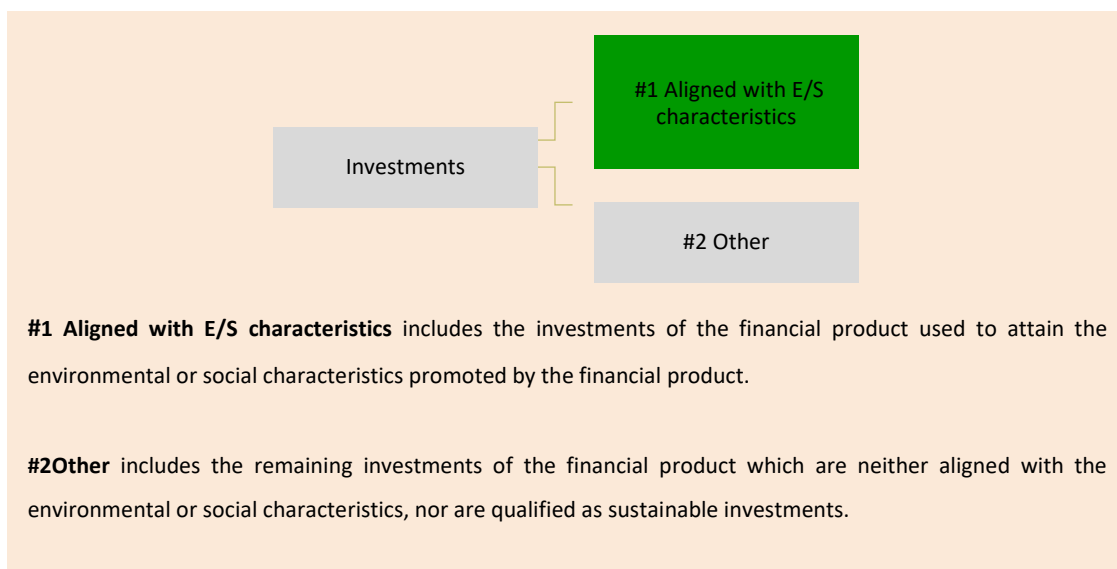 #1 Aligned with E/S
characteristics
Investments
#2 Other
#1 Aligned with E/S characteristics includes the investments of the financial product used to attain the
environmental or social characteristics promoted by the financial product.
#2Other includes the remaining investments of the financial product which are neither aligned with the
environmental or social characteristics, nor are qualified as sustainable investments.